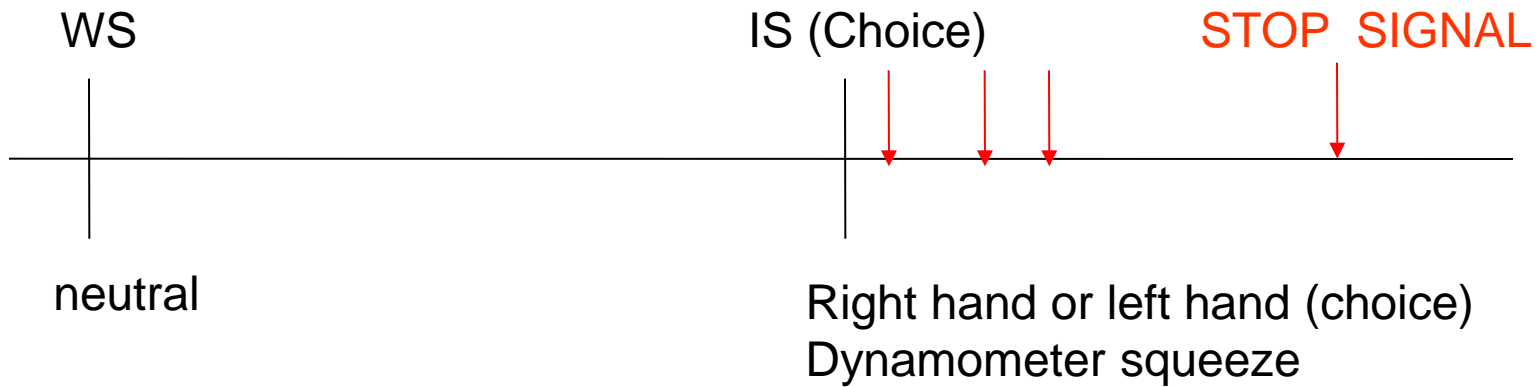 WS
IS (Choice)
STOP SIGNAL
neutral
Right hand or left hand (choice)
Dynamometer squeeze